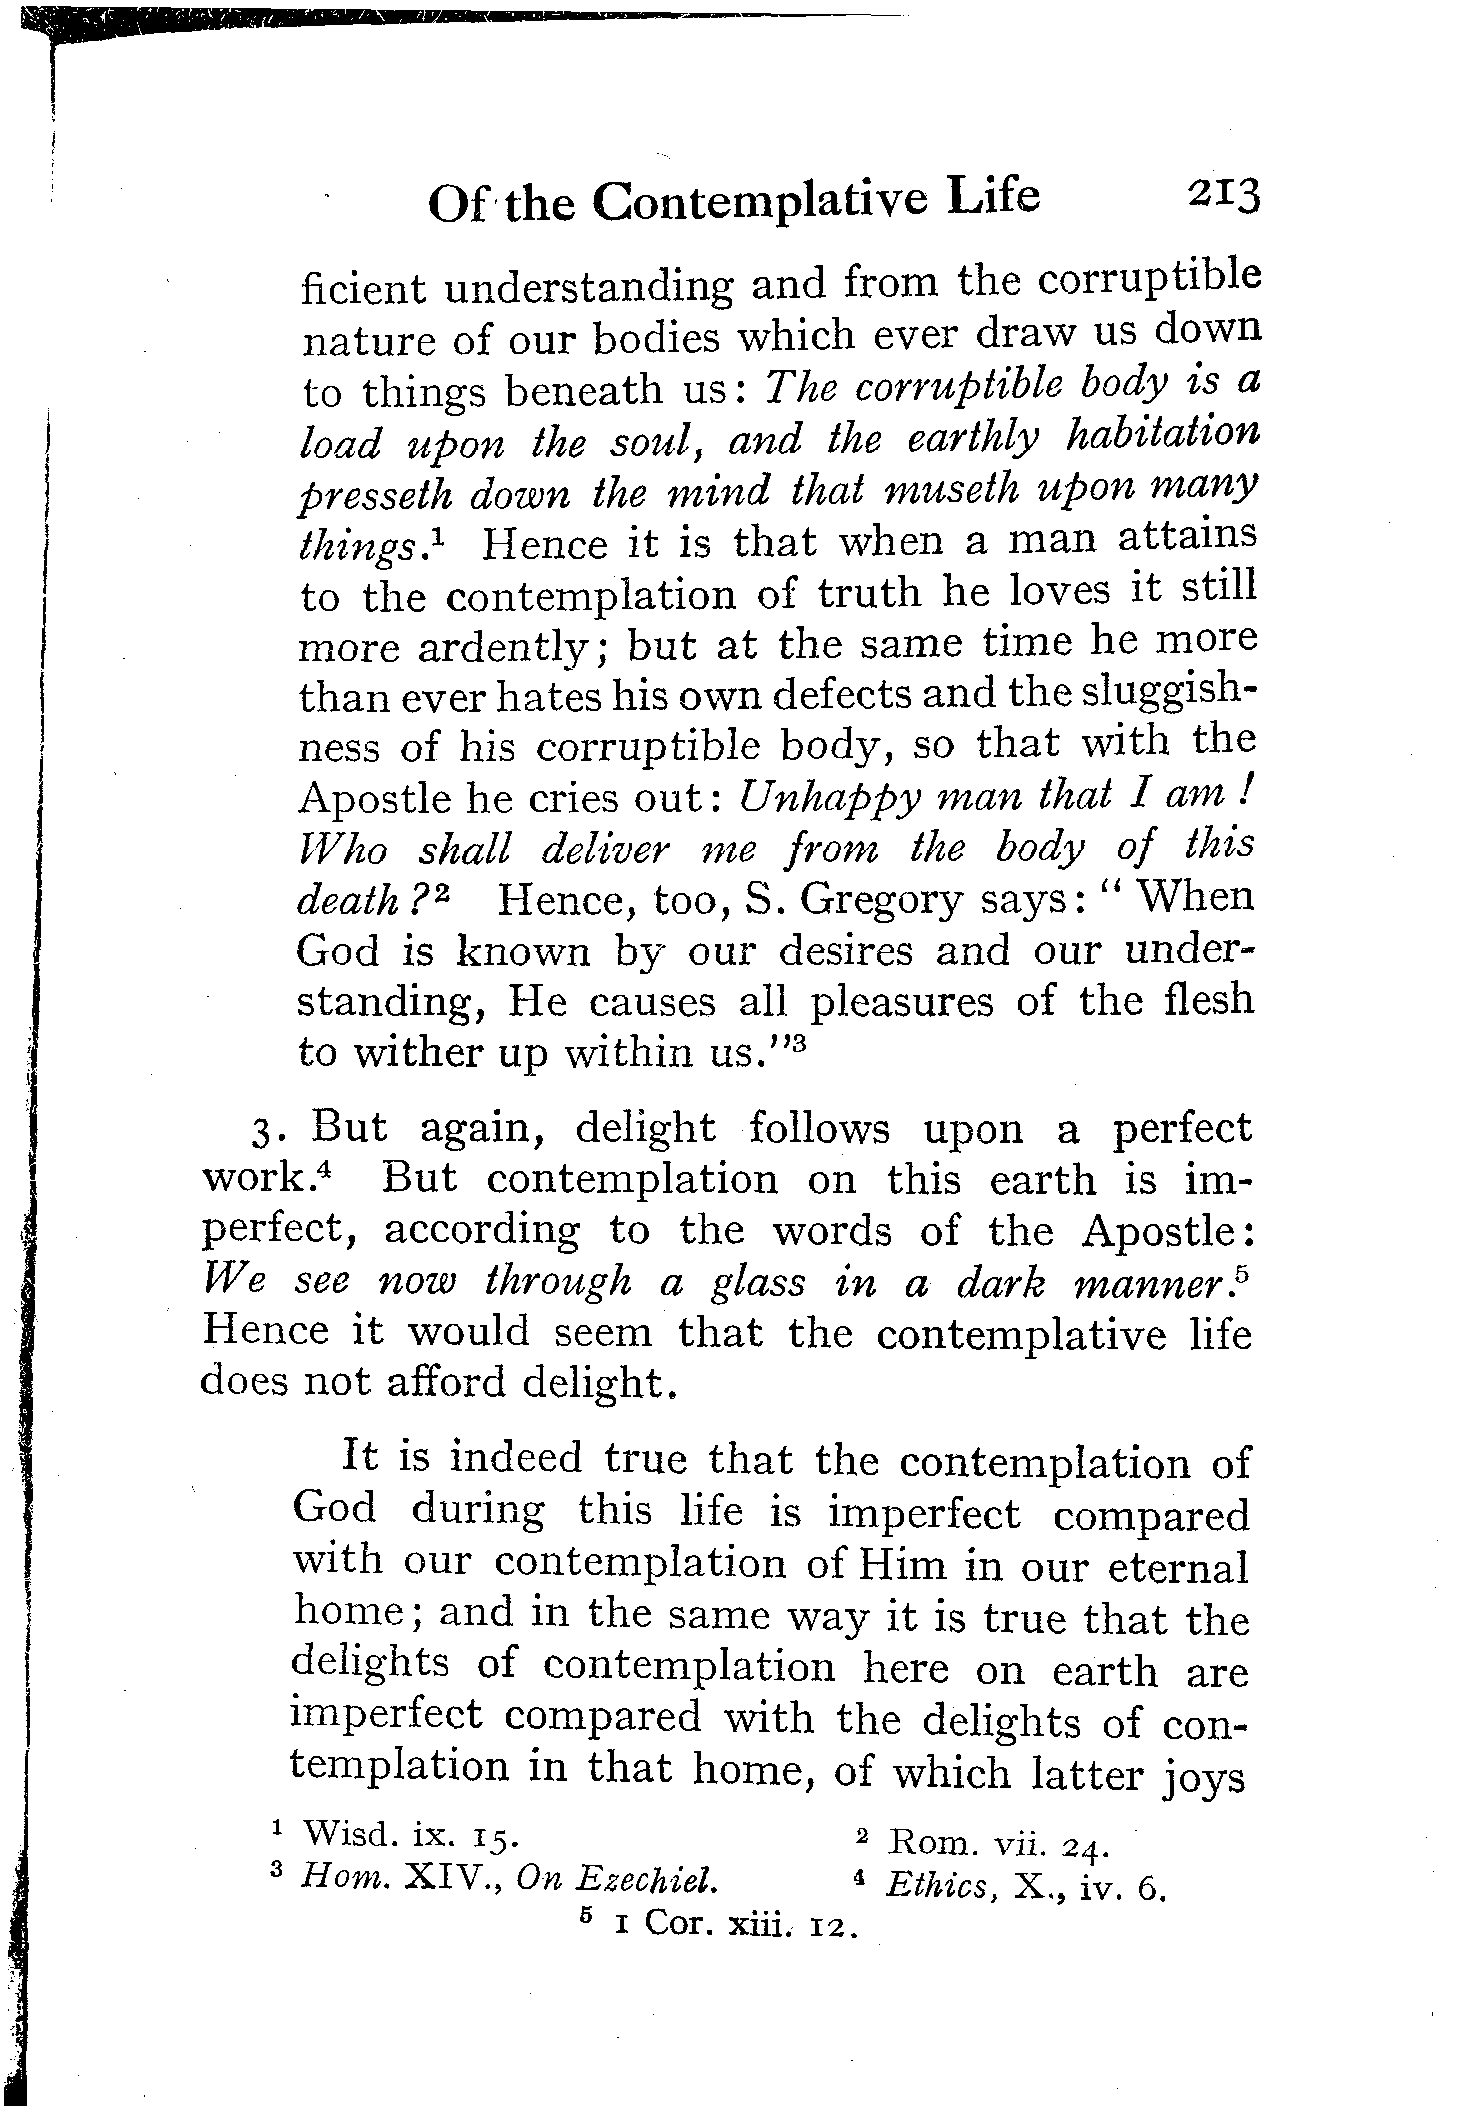 Of the Contemplative Life 213
ficient understanding and from the corruptible
nature of our bodies which ever draw us down
to things beneath us: The corruptible body is a
load upon the soul, and the earthly habitation
presseth down the mind that museth upon many
things.¹ Hence it is that when a man attains
to the contemplation of truth he loves it still
more ardently; but at the same time he more
than ever hates his own defects and the sluggish-
ness of his corruptible body, so that with the
Apostle he cries out: Unhappy man that I am !
Who shall deliver me from the body of this
death ?² Hence, too, S. Gregory says: “ When
God is known by our desires and our under-
standing, He causes all pleasures of the flesh
to wither up within us.”³
3. But again, delight follows upon a perfect
work.⁴ But contemplation on this earth is im-
perfect, according to the words of the Apostle:
We see now through a glass in a dark manner.⁵
Hence it would seem that the contemplative life
does not afford delight.
It is indeed true that the contemplation of
God during this life is imperfect compared
with our contemplation of Him in our eternal
home; and in the same way it is true that the
delights of contemplation here on earth are
imperfect compared with the delights of con-
templation in that home, of which latter joys
¹ Wisd. ix. 15. ² Rom. vii. 24.
³ Hom. XIV., On Ezechiel. ⁴ Ethics, X., iv. 6.
⁵ 1 Cor. xiii. 12.